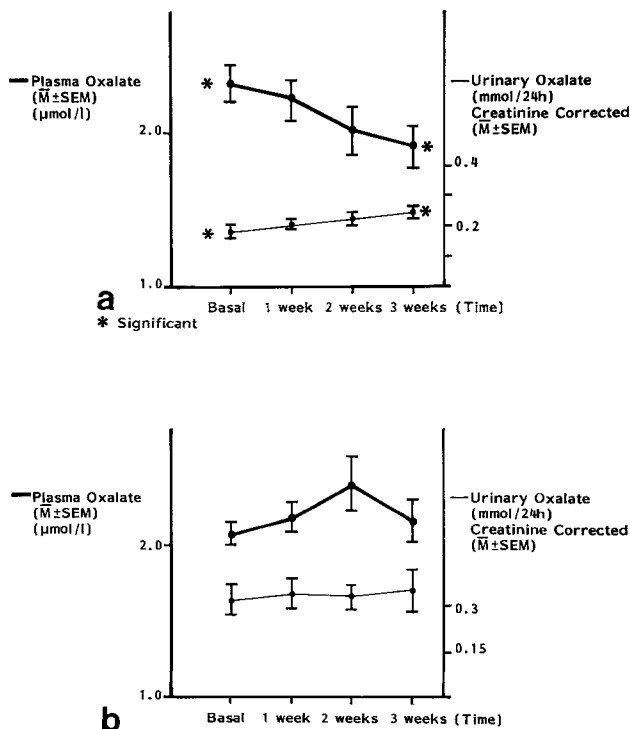 Plasma Oxalate
(M̅±SEM)
(µmol/l)
2.0
1.0
Urinary Oxalate
(mmol/24h)
Creatinine Corrected
(M̅±SEM)
0.4
0.2
*
*
*
*
Basal 1 week 2 weeks 3 weeks (Time)
a
* Significant
Plasma Oxalate
(M̅±SEM)
(µmol/l)
2.0
1.0
Urinary Oxalate
(mmol/24h)
Creatinine Corrected
(M̅±SEM)
0.3
0.15
Basal 1 week 2 weeks 3 weeks (Time)
b